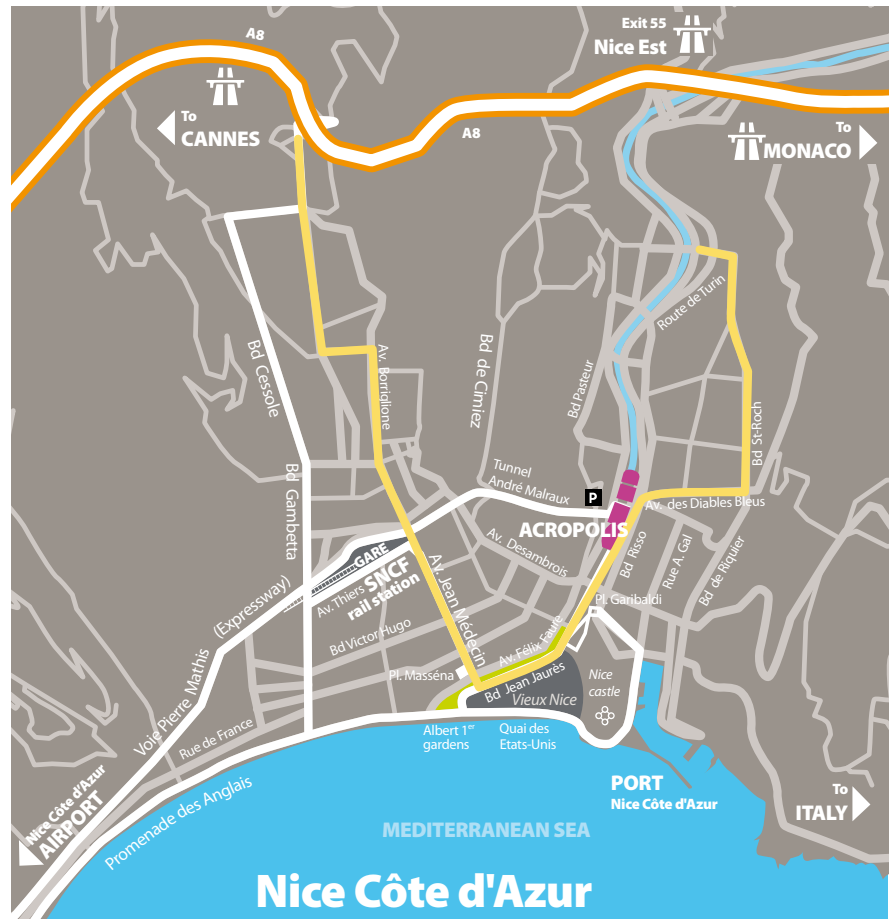 Exit 55
Nice Est
A8
To
CANNES
A8
To
MONACO
Route de Turin
Bd Cessole
Av. Borriglione
Bd de Cimiez
Bd Pasteur
Bd St-Roch
Tunnel
André Malraux
P
Bd Gambetta
ACROPOLIS
Av. des Diables Bleus
Av. Desambrois
Bd Risso
Rue A. Gal
Bd de Riquier
GARE
Av. Thiers
SNCF
rail station
Av. Jean Médecin
Pl. Garibaldi
Voie Pierre Mathis (Expressway)
Bd Victor Hugo
Av. Félix Faure
Pl. Masséna
Bd Jean Jaurès
Vieux Nice
Nice
castle
Rue de France
Albert 1er
gardens
Quai des
Etats-Unis
Promenade des Anglais
Nice Côte d'Azur
AIRPORT
PORT
Nice Côte d'Azur
To
ITALY
MEDITERRANEAN SEA
Nice Côte d'Azur